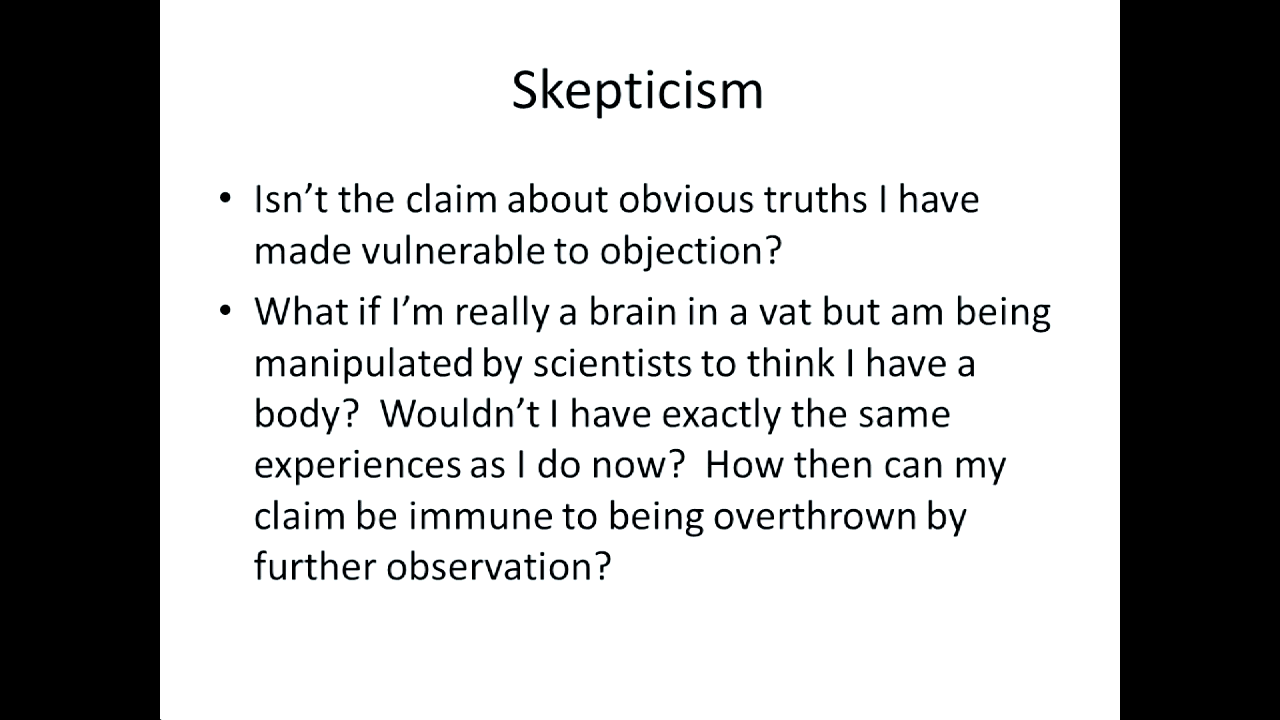 Skepticism
• Isn’t the claim about obvious truths I have
made vulnerable to objection?
• What if I’m really a brain in a vat but am being
manipulated by scientists to think I have a
body?  Wouldn’t I have exactly the same
experiences as I do now?  How then can my
claim be immune to being overthrown by
further observation?